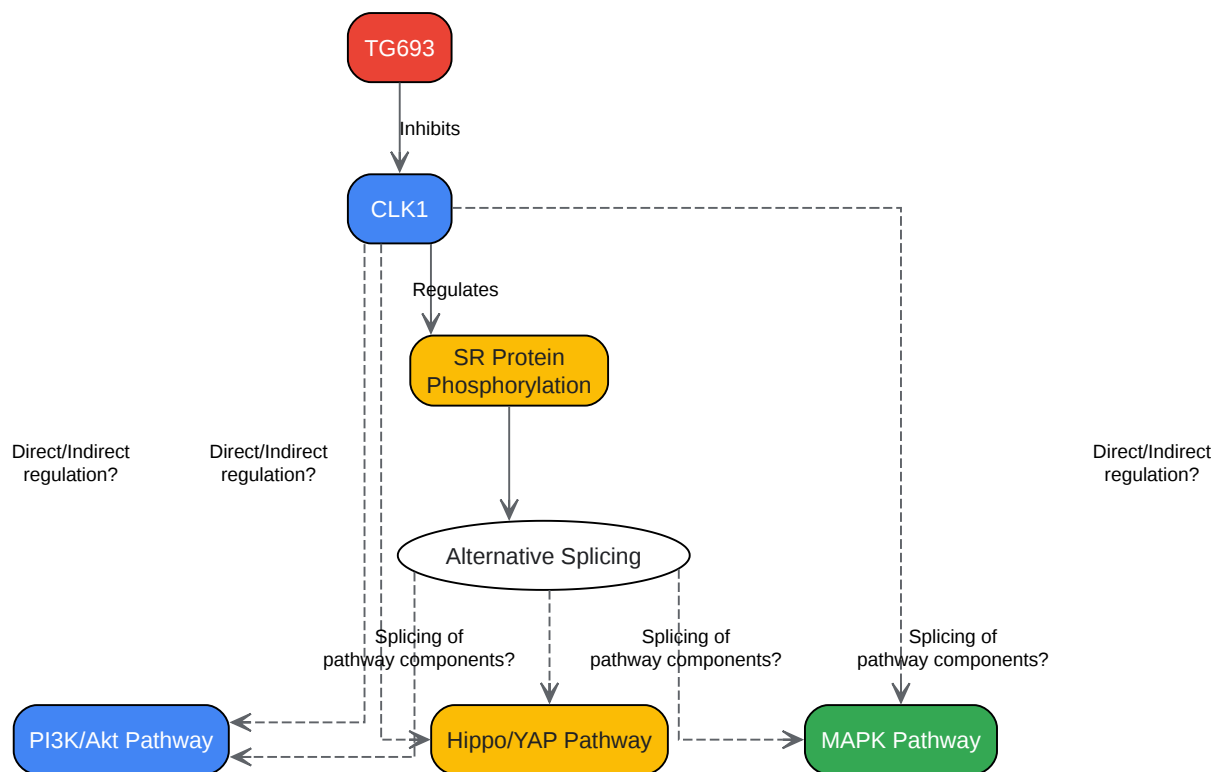 TG693
Inhibits
CLK1
Regulates
SR Protein
Phosphorylation
Direct/Indirect
regulation?
Direct/Indirect
regulation?
Direct/Indirect
regulation?
Alternative Splicing
Splicing of
pathway components?
Splicing of
pathway components?
Splicing of
pathway components?
PI3K/Akt Pathway
Hippo/YAP Pathway
MAPK Pathway